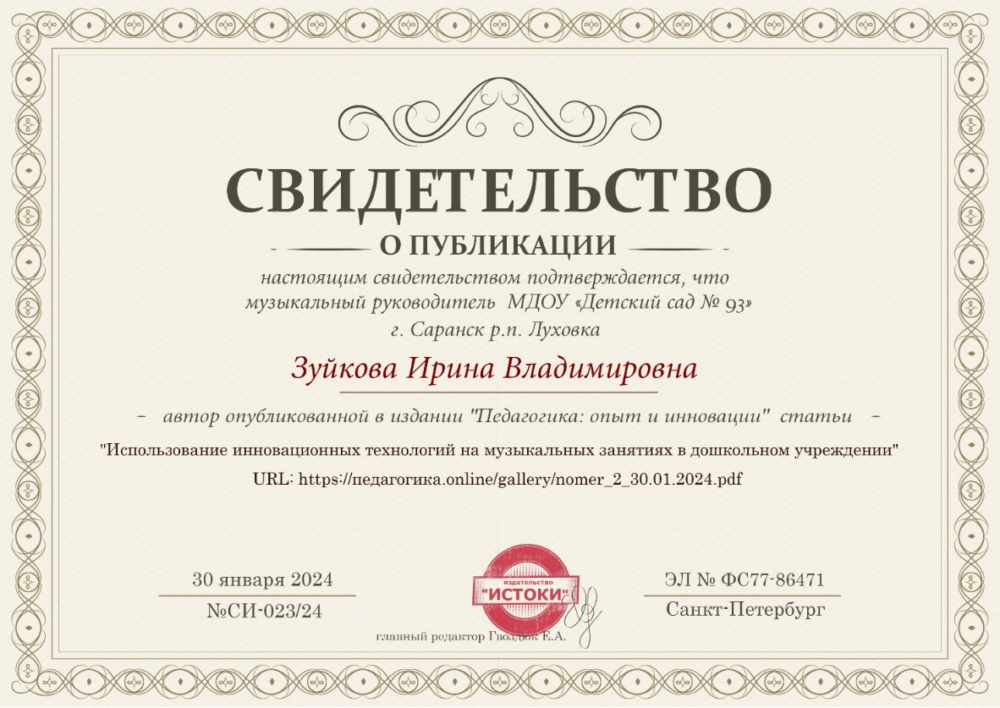 СВИДЕТЕЛЬСТВО
О ПУБЛИКАЦИИ
настоящим свидетельством подтверждается, что
музыкальный руководитель МДОУ «Детский сад № 93»
г. Саранск р.п. Луховка
Зуйкова Ирина Владимировна
– автор опубликованной в издании "Педагогика: опыт и инновации" статьи –
"Использование инновационных технологий на музыкальных занятиях в дошкольном учреждении"
URL: https://педагогика.online/gallery/nomer_2_30.01.2024.pdf
30 января 2024
№СИ-023/24
издательство
"ИСТОКИ"
главный редактор Гвоздюк Е.А.
ЭЛ № ФС77-86471
Санкт-Петербург